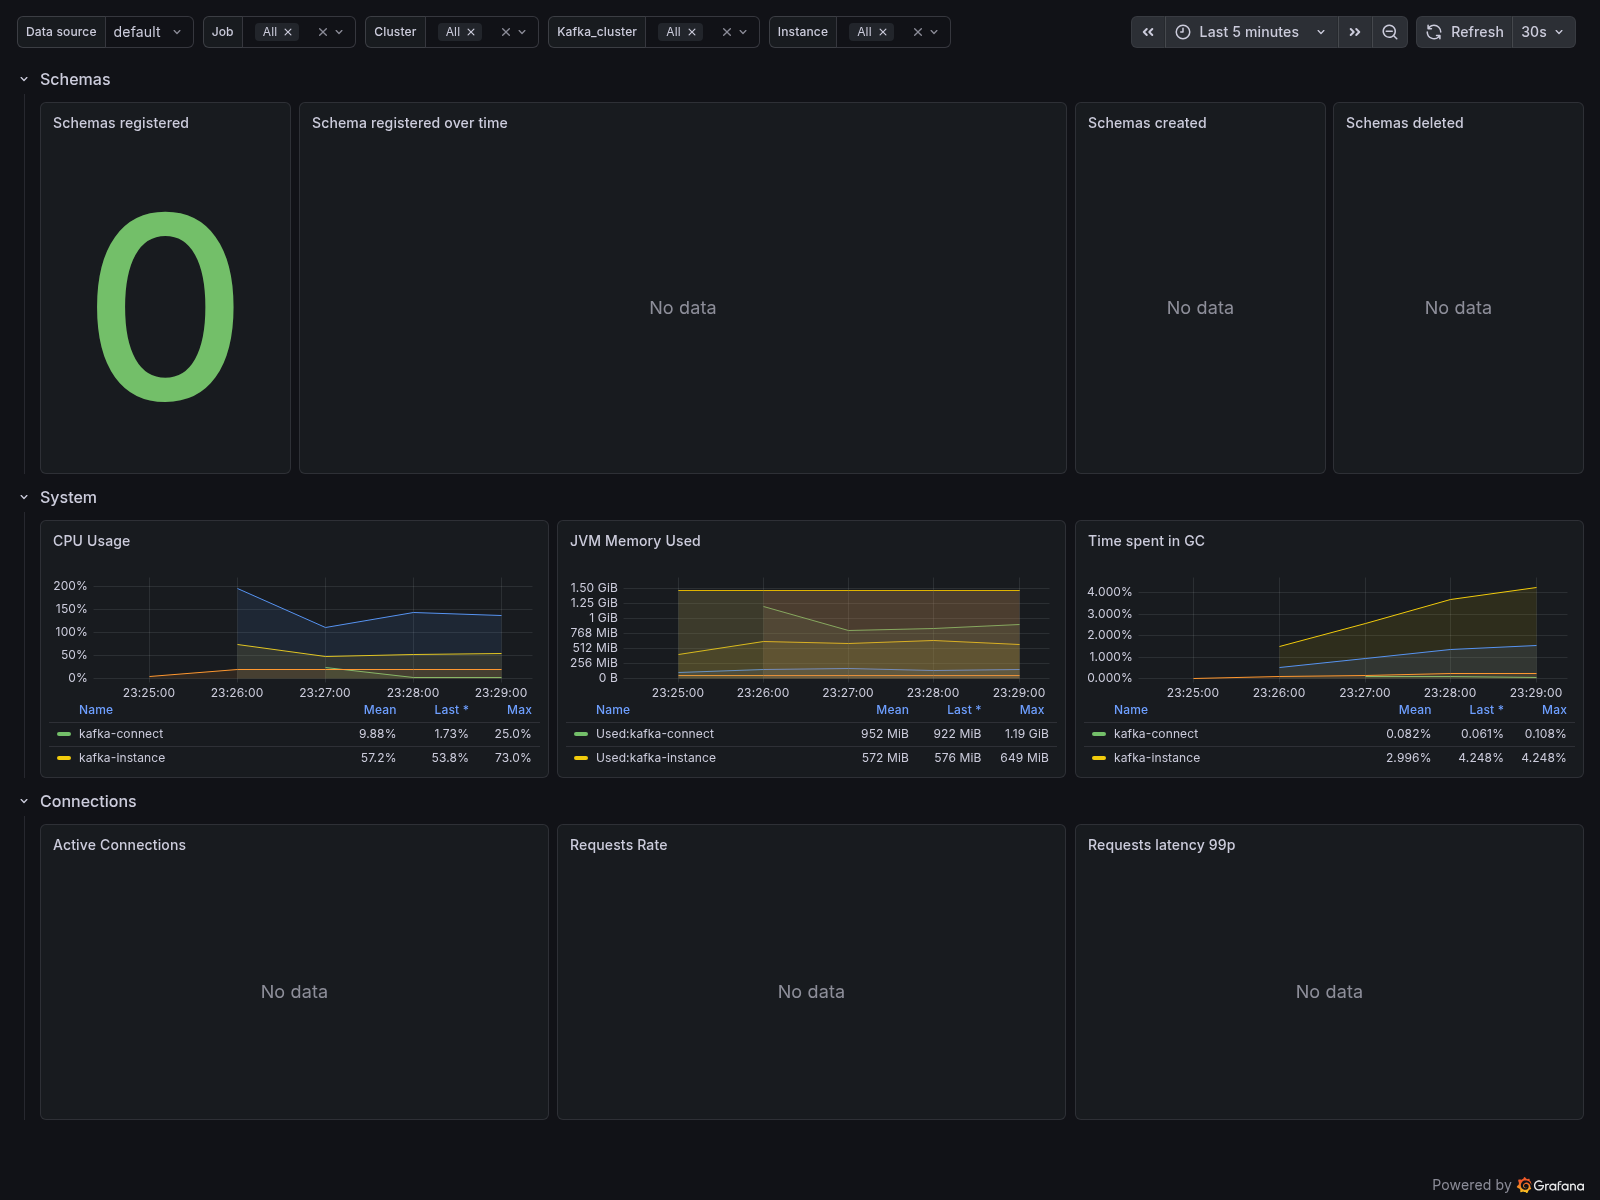 Data source default Job All Cluster All Kafka_cluster All Instance All Last 5 minutes Refresh 30s
Schemas
Schemas registered
0
Schema registered over time
No data
Schemas created
No data
Schemas deleted
No data
System
CPU Usage
200%
150%
100%
50%
0%
23:25:00 23:26:00 23:27:00 23:28:00 23:29:00
Name Mean Last * Max
kafka-connect 9.88% 1.73% 25.0%
kafka-instance 57.2% 53.8% 73.0%
JVM Memory Used
1.50 GiB
1.25 GiB
1 GiB
768 MiB
512 MiB
256 MiB
0 B
23:25:00 23:26:00 23:27:00 23:28:00 23:29:00
Name Mean Last * Max
Used:kafka-connect 952 MiB 922 MiB 1.19 GiB
Used:kafka-instance 572 MiB 576 MiB 649 MiB
Time spent in GC
4.000%
3.000%
2.000%
1.000%
0.000%
23:25:00 23:26:00 23:27:00 23:28:00 23:29:00
Name Mean Last * Max
kafka-connect 0.082% 0.061% 0.108%
kafka-instance 2.996% 4.248% 4.248%
Connections
Active Connections
No data
Requests Rate
No data
Requests latency 99p
No data
Powered by Grafana